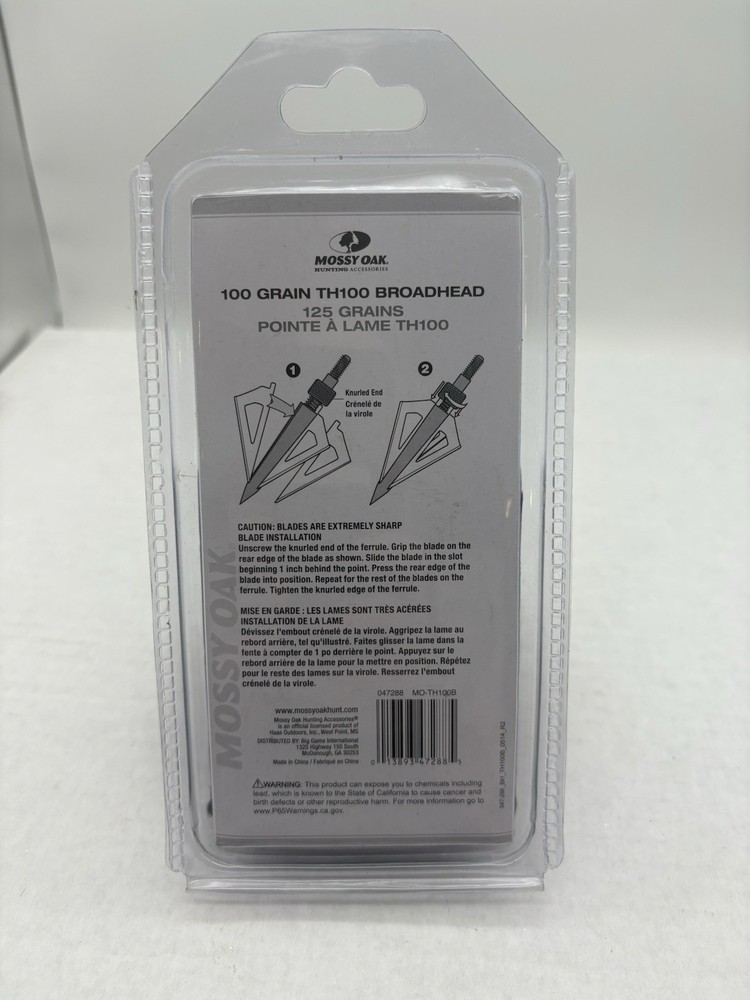 MOSSY OAK®
HUNTING ACCESSORIES
100 GRAIN TH100 BROADHEAD
125 GRAINS
POINTE À LAME TH100
1
Knurled End
Crénelé de
la virole
2
CAUTION: BLADES ARE EXTREMELY SHARP
BLADE INSTALLATION
Unscrew the knurled end of the ferrule. Grip the blade on the
rear edge of the blade as shown. Slide the blade in the slot
beginning 1 inch behind the point. Press the rear edge of the
blade into position. Repeat for the rest of the blades on the
ferrule. Tighten the knurled edge of the ferrule.
MISE EN GARDE : LES LAMES SONT TRÈS ACÉRÉES
INSTALLATION DE LA LAME
Dévissez l'embout crénelé de la virole. Aggripez la lame au
rebord arrière, tel qu'illustré. Faites glisser la lame dans la
fente à compter de 1 po derrière le point. Appuyez sur le
rebord arrière de la lame pour la mettre en position. Répétez
pour le reste des lames sur la virole. Resserrez l'embout
crénelé de la virole.
MOSSY OAK®
047288 MO-TH100B
www.mossyoakhunt.com
Mossy Oak Hunting Accessories®
is an official licensed product of
Haas Outdoors, Inc., West Point, MS
DISTRIBUTED BY: Big Game International
1323 Highway 155 South
McDonough, GA 30253
Made in China / Fabriqué en China
0 13893 47288 5
⚠WARNING: This product can expose you to chemicals including
lead, which is known to the State of California to cause cancer and
birth defects or other reproductive harm. For more information go to
www.P65Warnings.ca.gov.